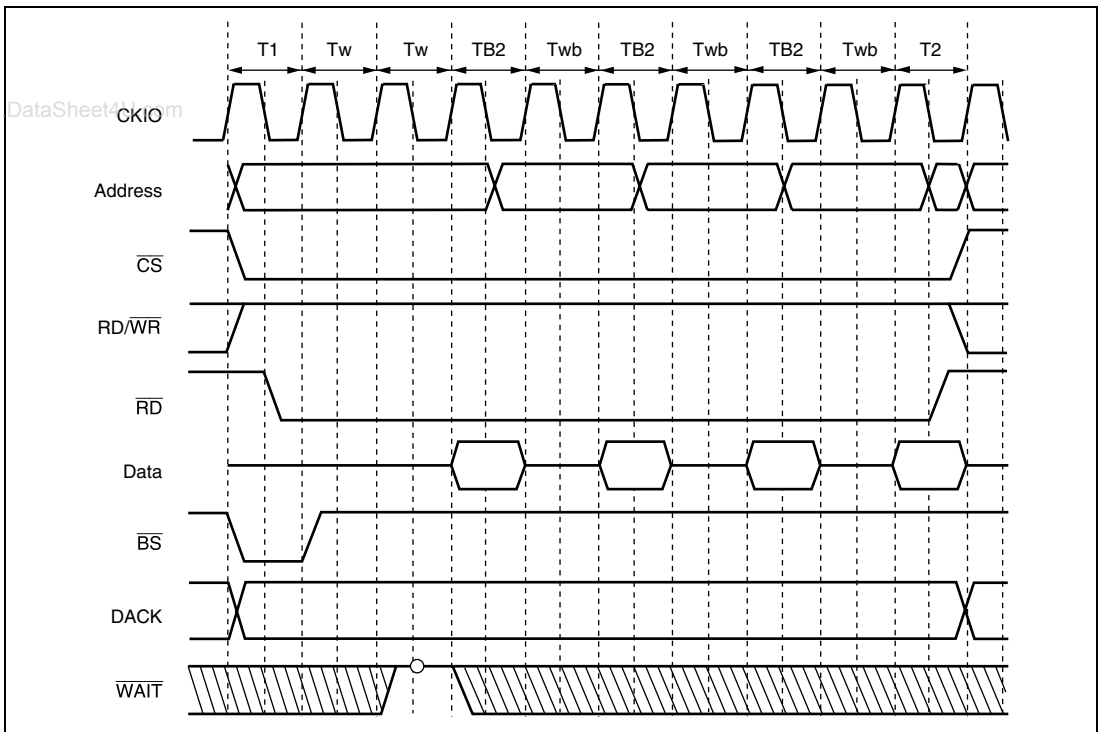 T1 Tw Tw TB2 Twb TB2 Twb TB2 Twb T2
DataSheet4U.com
CKIO
Address
CS
RD/WR
RD
Data
BS
DACK
WAIT